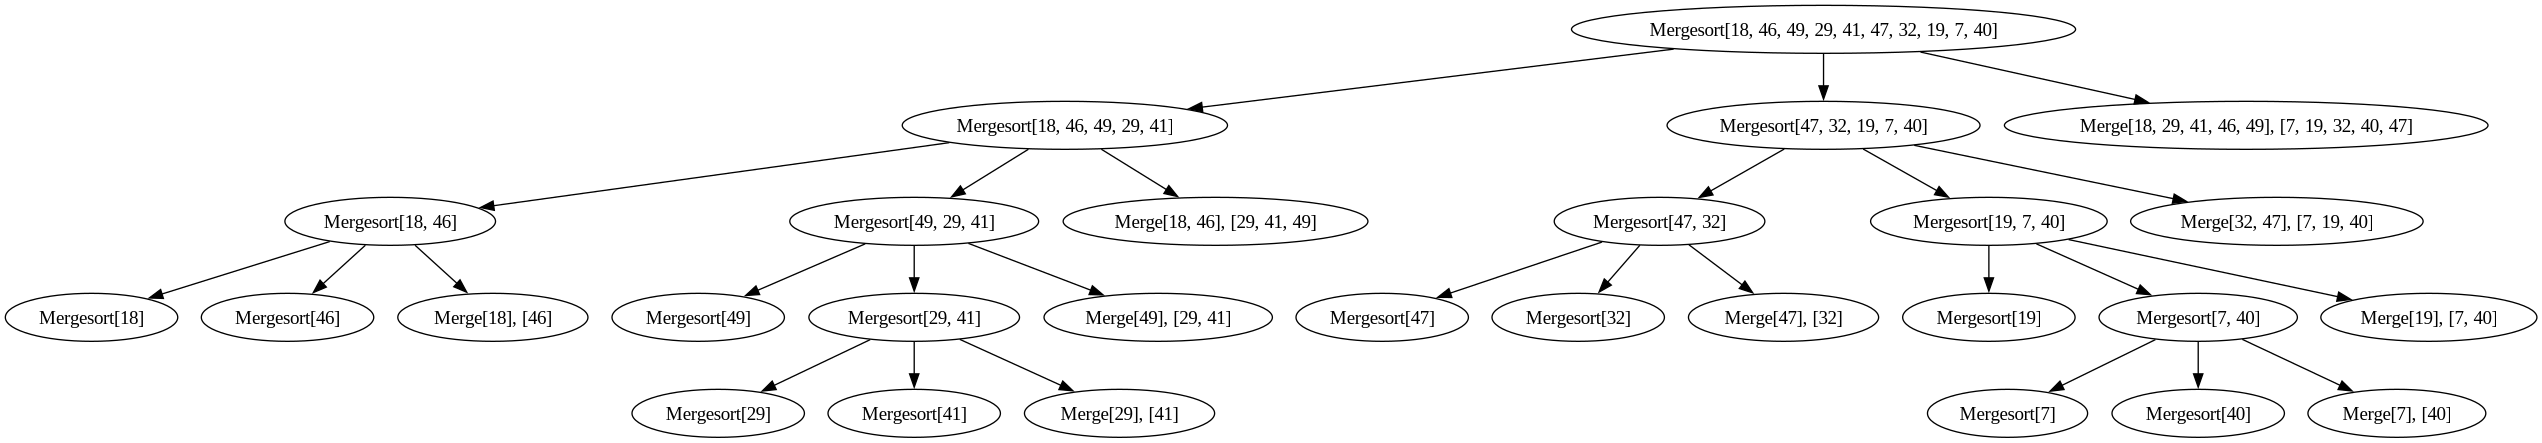 Mergesort[18, 46, 49, 29, 41, 47, 32, 19, 7, 40]
Mergesort[18, 46, 49, 29, 41]
Mergesort[47, 32, 19, 7, 40]
Merge[18, 29, 41, 46, 49], [7, 19, 32, 40, 47]
Mergesort[18, 46]
Mergesort[49, 29, 41]
Merge[18, 46], [29, 41, 49]
Mergesort[47, 32]
Mergesort[19, 7, 40]
Merge[32, 47], [7, 19, 40]
Mergesort[18]
Mergesort[46]
Merge[18], [46]
Mergesort[49]
Mergesort[29, 41]
Merge[49], [29, 41]
Mergesort[47]
Mergesort[32]
Merge[47], [32]
Mergesort[19]
Mergesort[7, 40]
Merge[19], [7, 40]
Mergesort[29]
Mergesort[41]
Merge[29], [41]
Mergesort[7]
Mergesort[40]
Merge[7], [40]